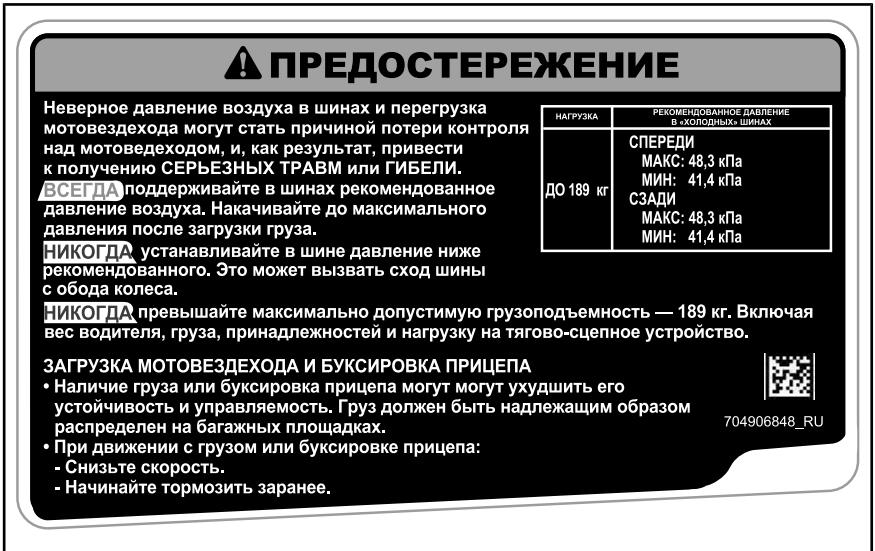 ПРЕДОСТЕРЕЖЕНИЕ
Неверное давление воздуха в шинах и перегрузка
мотовездехода могут стать причиной потери контроля
над мотоведеходом, и, как результат, привести
к получению СЕРЬЕЗНЫХ ТРАВМ или ГИБЕЛИ.
ВСЕГДА поддерживайте в шинах рекомендованное
давление воздуха. Накачивайте до максимального
давления после загрузки груза.
НИКОГДА устанавливайте в шине давление ниже
рекомендованного. Это может вызвать сход шины
с обода колеса.
НИКОГДА превышайте максимально допустимую грузоподъемность — 189 кг. Включая
вес водителя, груза, принадлежностей и нагрузку на тягово-сцепное устройство.
НАГРУЗКА
РЕКОМЕНДОВАННОЕ ДАВЛЕНИЕ
В «ХОЛОДНЫХ» ШИНАХ
ДО 189 кг
СПЕРЕДИ
МАКС: 48,3 кПа
МИН: 41,4 кПа
СЗАДИ
МАКС: 48,3 кПа
МИН: 41,4 кПа
ЗАГРУЗКА МОТОВЕЗДЕХОДА И БУКСИРОВКА ПРИЦЕПА
• Наличие груза или буксировка прицепа могут могут ухудшить его
устойчивость и управляемость. Груз должен быть надлежащим образом
распределен на багажных площадках.
• При движении с грузом или буксировке прицепа:
- Снизьте скорость.
- Начинайте тормозить заранее.
704906848_RU